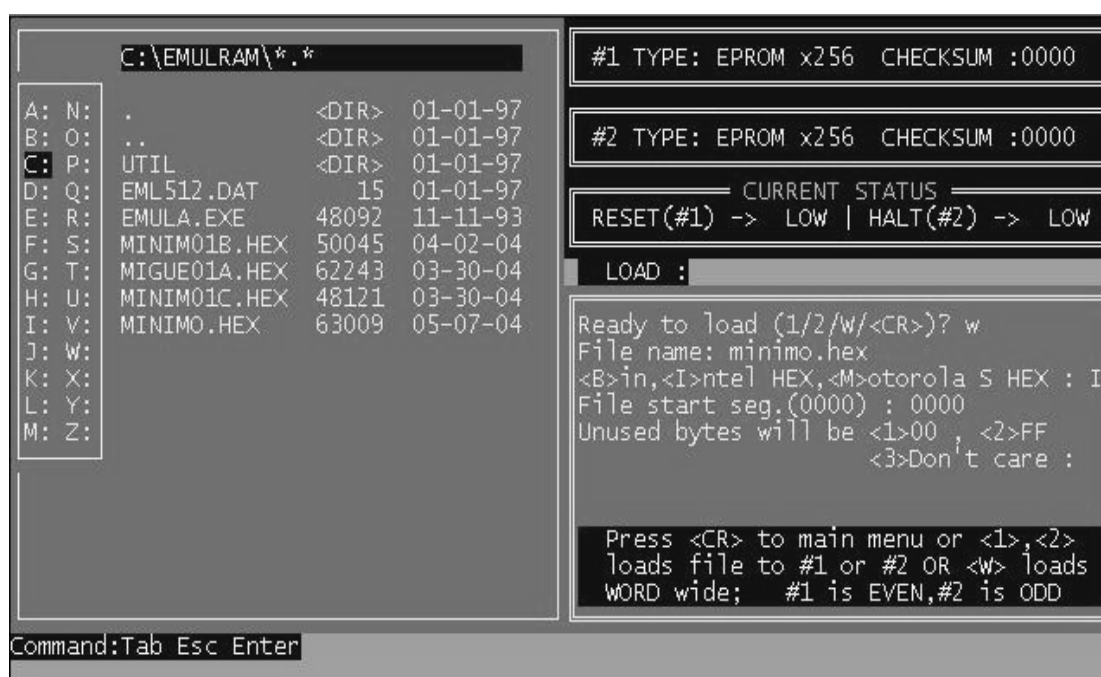 C:\EMULRAM\*.*
A: N:
B: O:
C: P:
D: Q:
E: R:
F: S:
G: T:
H: U:
I: V:
J: W:
K: X:
L: Y:
M: Z:
. <DIR> 01-01-97
.. <DIR> 01-01-97
UTIL <DIR> 01-01-97
EML512.DAT 15 01-01-97
EMULA.EXE 48092 11-11-93
MINIM01B.HEX 50045 04-02-04
MIGUE01A.HEX 62243 03-30-04
MINIM01C.HEX 48121 03-30-04
MINIMO.HEX 63009 05-07-04
#1 TYPE: EPROM x256 CHECKSUM :0000
#2 TYPE: EPROM x256 CHECKSUM :0000
CURRENT STATUS
RESET(#1) -> LOW | HALT(#2) -> LOW
LOAD :
Ready to load (1/2/W/<CR>)? w
File name: minimo.hex
<B>in,<I>ntel HEX,<M>otorola S HEX : I
File start seg.(0000) : 0000
Unused bytes will be <1>00 , <2>FF
<3>Don't care :
Press <CR> to main menu or <1>,<2>
loads file to #1 or #2 OR <W> loads
WORD wide; #1 is EVEN,#2 is ODD
Command:Tab Esc Enter